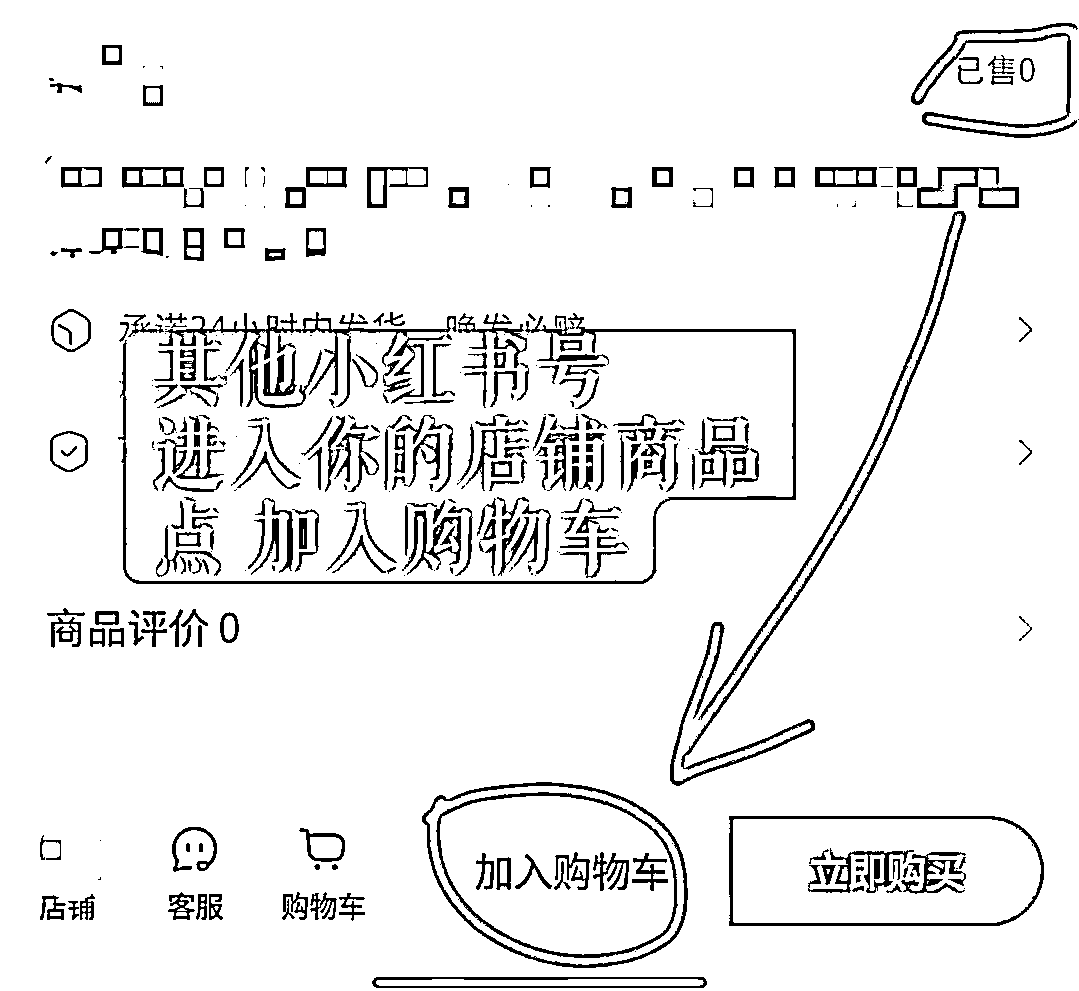 已售0
承诺24小时内发货，晚发必赔
其他小红书号
进入你的店铺商品
点 加入购物车
商品评价 0
店铺
客服
购物车
加入购物车
立即购买